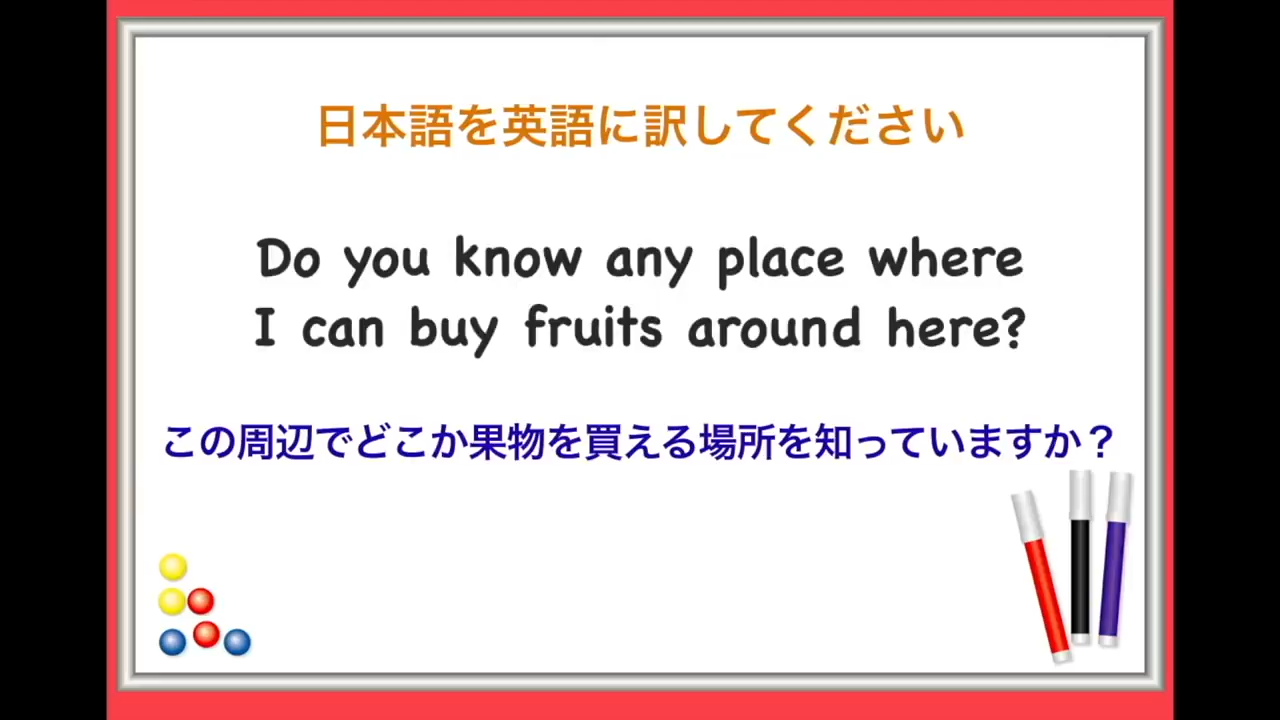 日本語を英語に訳してください
Do you know any place where
I can buy fruits around here?
この周辺でどこか果物を買える場所を知っていますか？